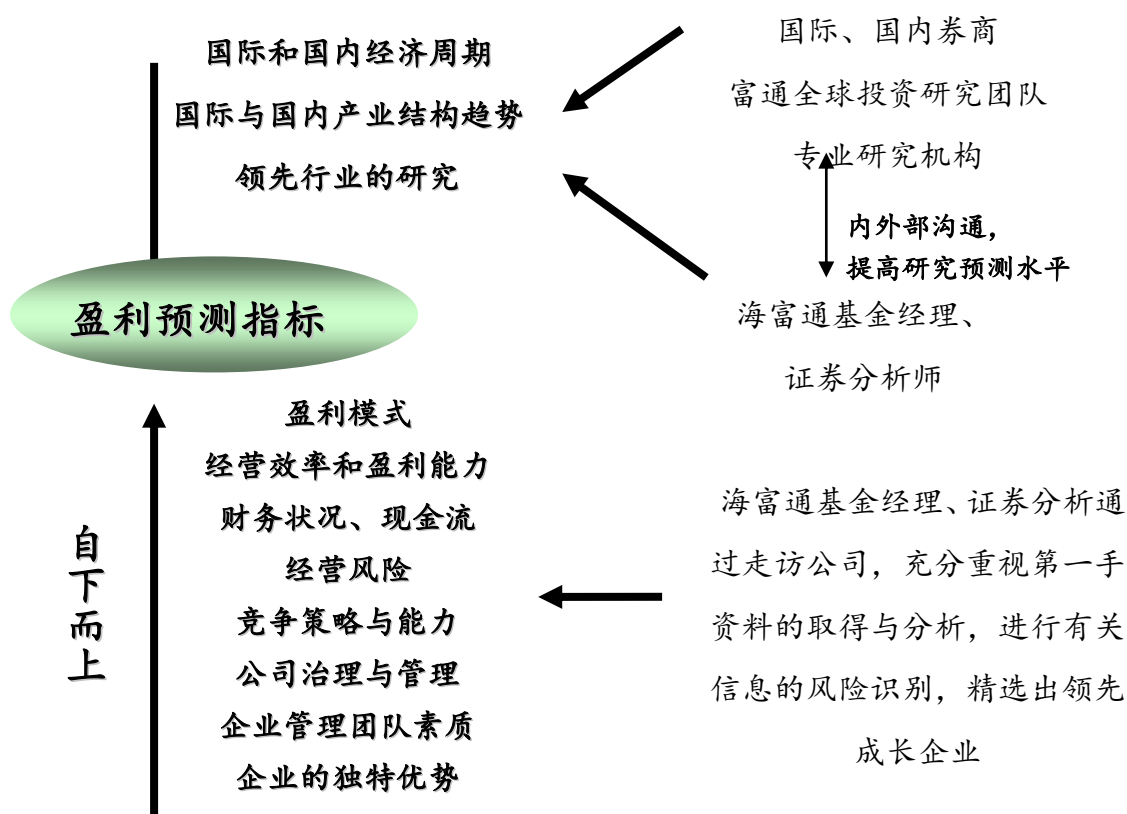 国际和国内经济周期
国际与国内产业结构趋势
领先行业的研究
国际、国内券商
富通全球投资研究团队
专业研究机构
内外部沟通，
提高研究预测水平
海富通基金经理、
证券分析师
盈利预测指标
自下而上
盈利模式
经营效率和盈利能力
财务状况、现金流
经营风险
竞争策略与能力
公司治理与管理
企业管理团队素质
企业的独特优势
海富通基金经理、证券分析通
过走访公司，充分重视第一手
资料的取得与分析，进行有关
信息的风险识别，精选出领先
成长企业